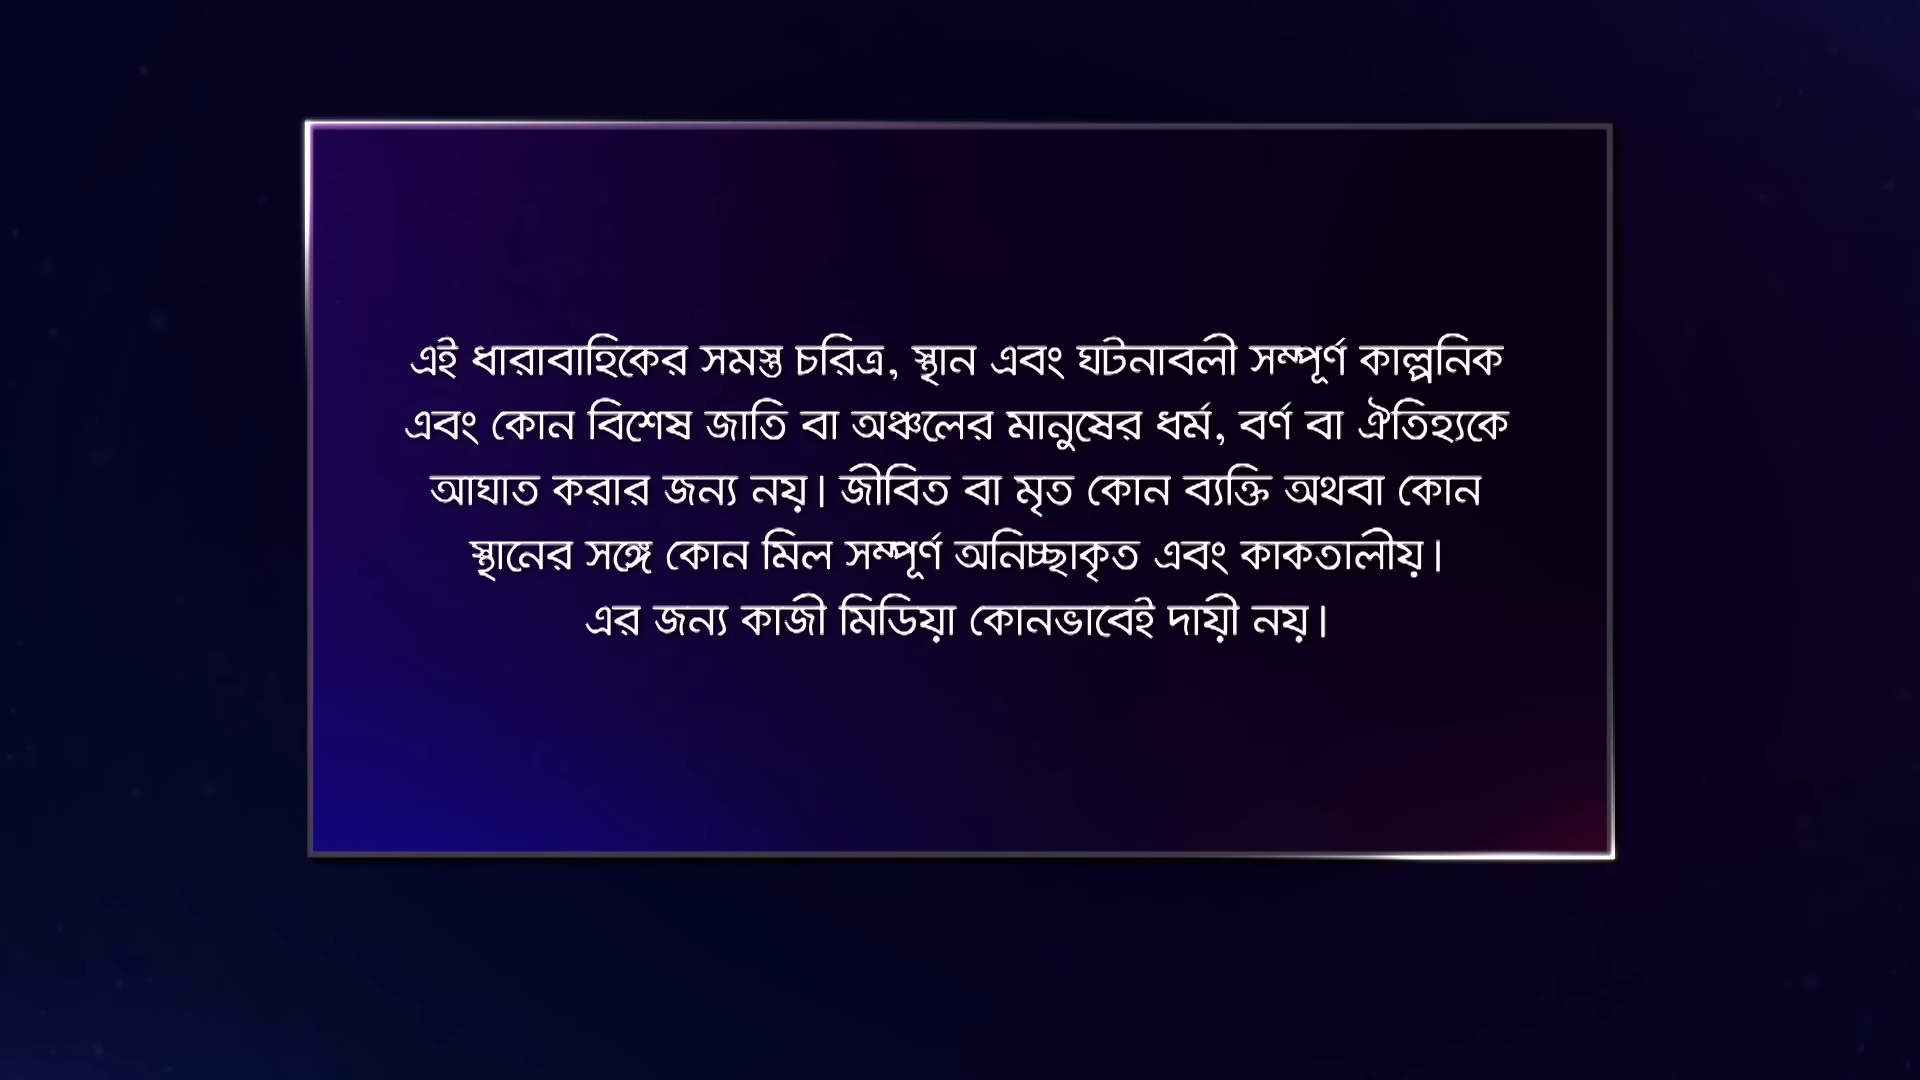 এই ধারাবাহিকের সমস্ত চরিত্র, স্থান এবং ঘটনাবলী সম্পূর্ণ কাল্পনিক
এবং কোন বিশেষ জাতি বা অঞ্চলের মানুষের ধর্ম, বর্ণ বা ঐতিহ্যকে
আঘাত করার জন্য নয়। জীবিত বা মৃত কোন ব্যক্তি অথবা কোন
স্থানের সঙ্গে কোন মিল সম্পূর্ণ অনিচ্ছাকৃত এবং কাকতালীয়।
এর জন্য কাজী মিডিয়া কোনভাবেই দায়ী নয়।